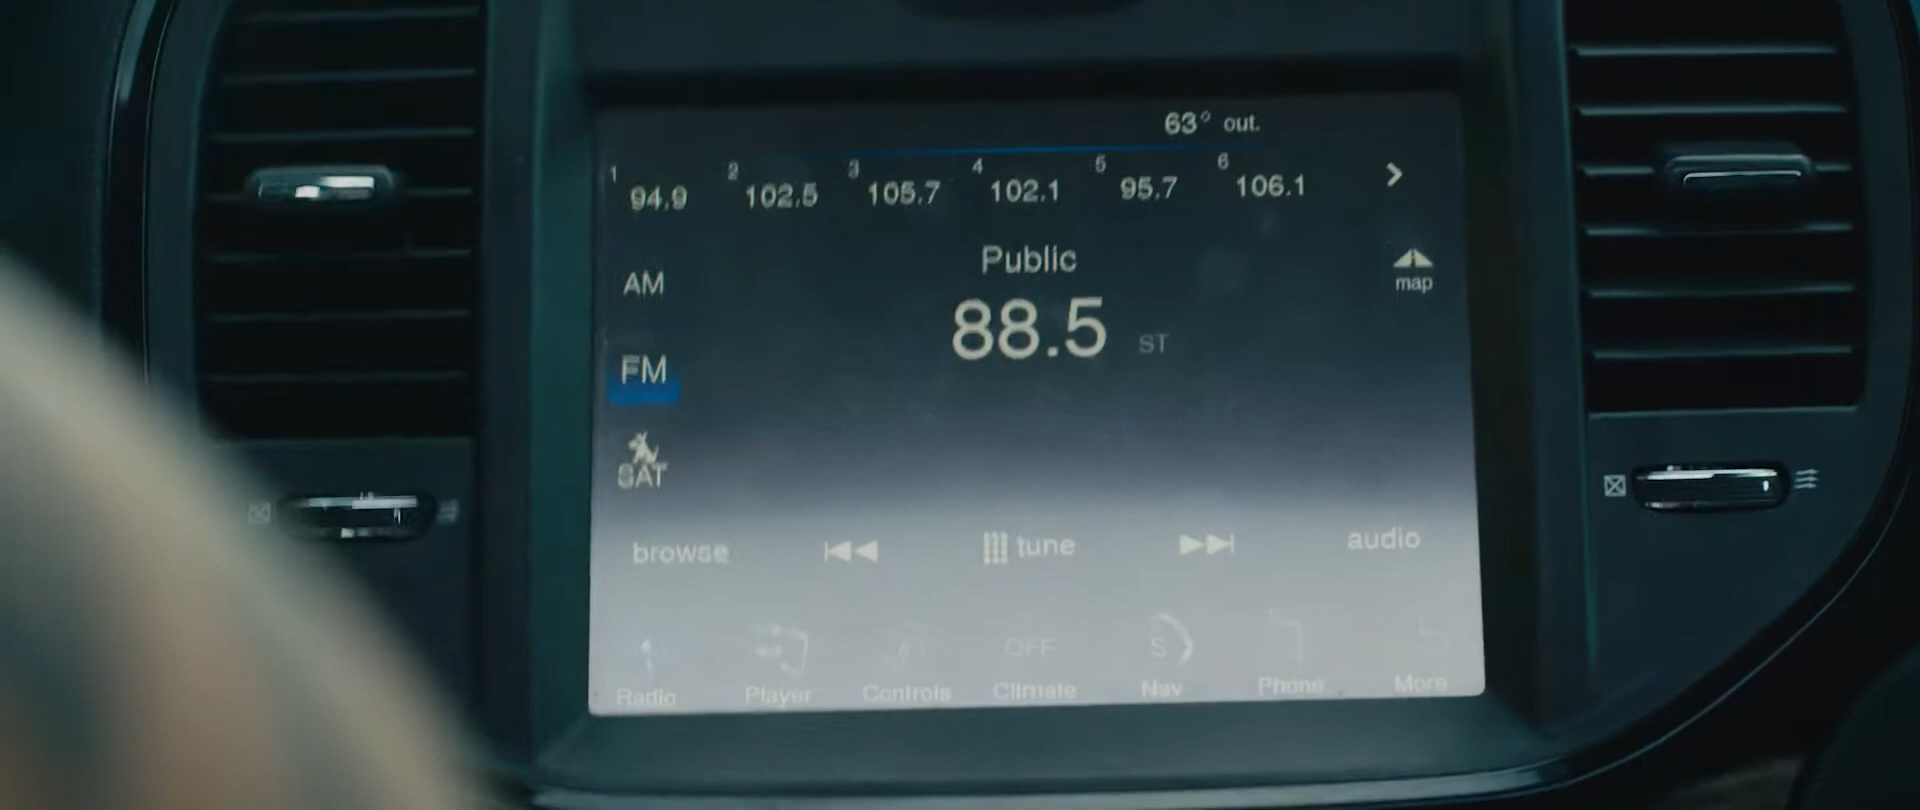 63° out.
1 94.9 2 102.5 3 105.7 4 102.1 5 95.7 6 106.1
AM
Public
map
88.5 ST
FM
SAT
browse tune audio
OFF S
Radio Player Controls Climate Nav Phone More